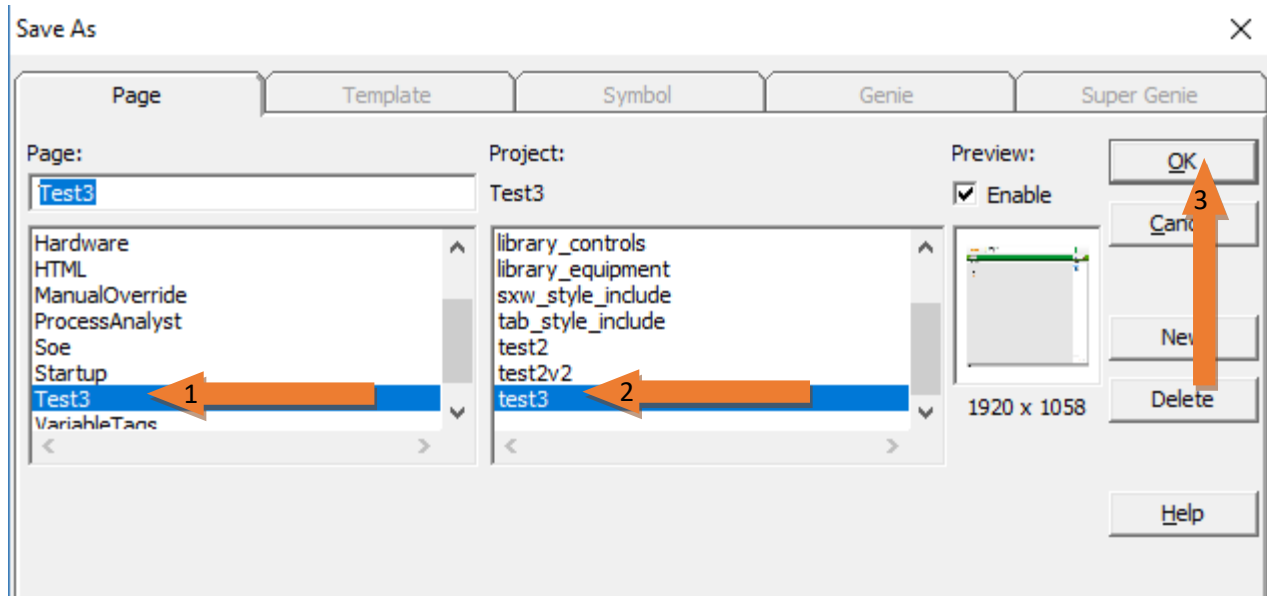 Save As
Page Template Symbol Genie Super Genie
Page:
Test3
Hardware
HTML
ManualOverride
ProcessAnalyst
Soe
Startup
Test3
VariableTags
1
Project:
Test3
library_controls
library_equipment
sxw_style_include
tab_style_include
test2
test2v2
test3
2
Preview:
Enable
1920 x 1058
OK
3
Delete
Help